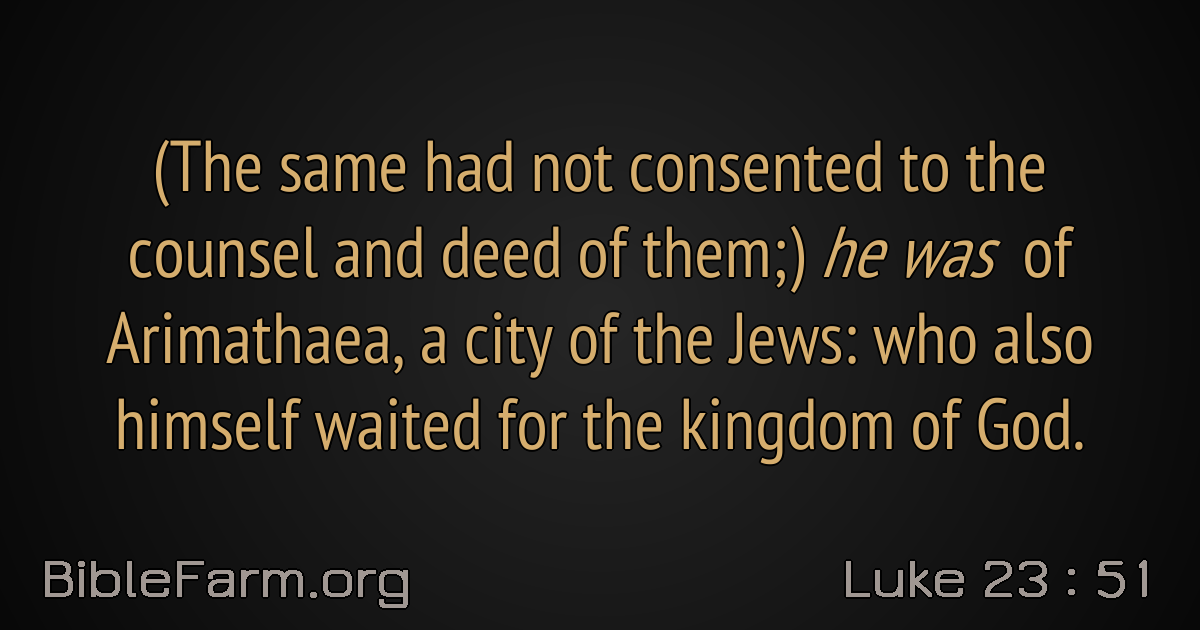 (The same had not consented to the
counsel and deed of them;) he was of
Arimathaea, a city of the Jews: who also
himself waited for the kingdom of God.
BibleFarm.org
Luke 23 : 51